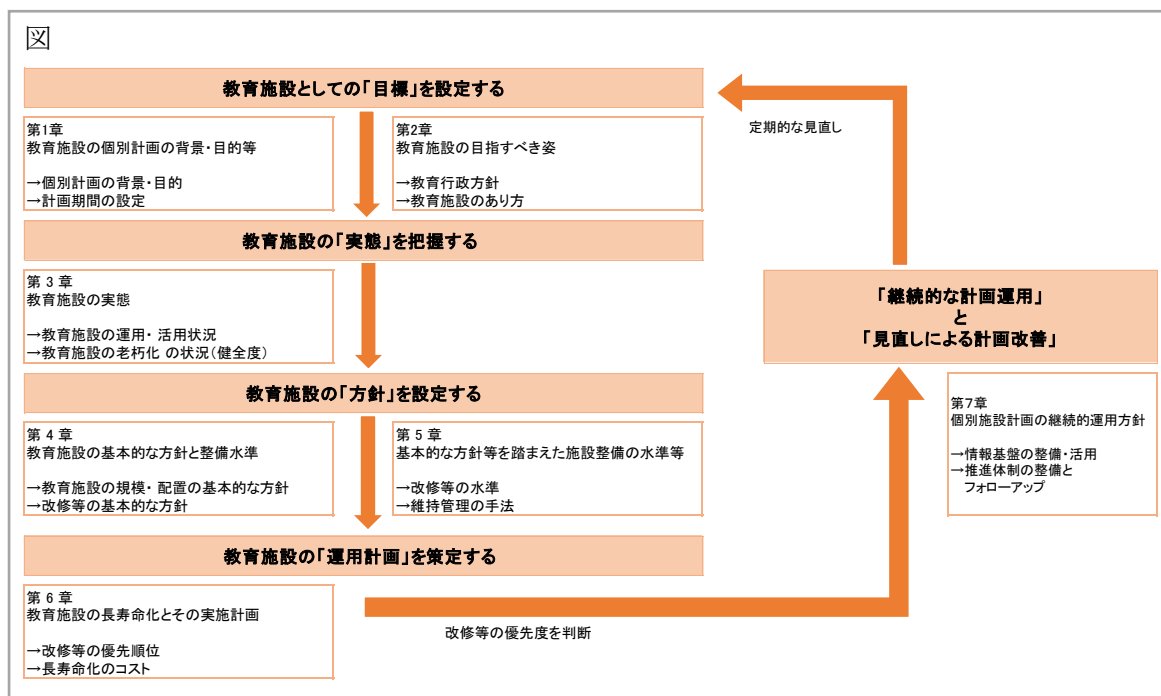 図
教育施設としての「目標」を設定する
第1章
教育施設の個別計画の背景・目的等
→個別計画の背景・目的
→計画期間の設定
第2章
教育施設の目指すべき姿
→教育行政方針
→教育施設のあり方
教育施設の「実態」を把握する
第 3 章
教育施設の実態
→教育施設の運用・ 活用状況
→教育施設の老朽化 の状況(健全度)
教育施設の「方針」を設定する
第 4 章
教育施設の基本的な方針と整備水準
→教育施設の規模・ 配置の基本的な方針
→改修等の基本的な方針
第 5 章
基本的な方針等を踏まえた施設整備の水準等
→改修等の水準
→維持管理の手法
教育施設の「運用計画」を策定する
第 6 章
教育施設の長寿命化とその実施計画
→改修等の優先順位
→長寿命化のコスト
改修等の優先度を判断
「継続的な計画運用」
と
「見直しによる計画改善」
第7章
個別施設計画の継続的運用方針
→情報基盤の整備・活用
→推進体制の整備と
フォローアップ
定期的な見直し